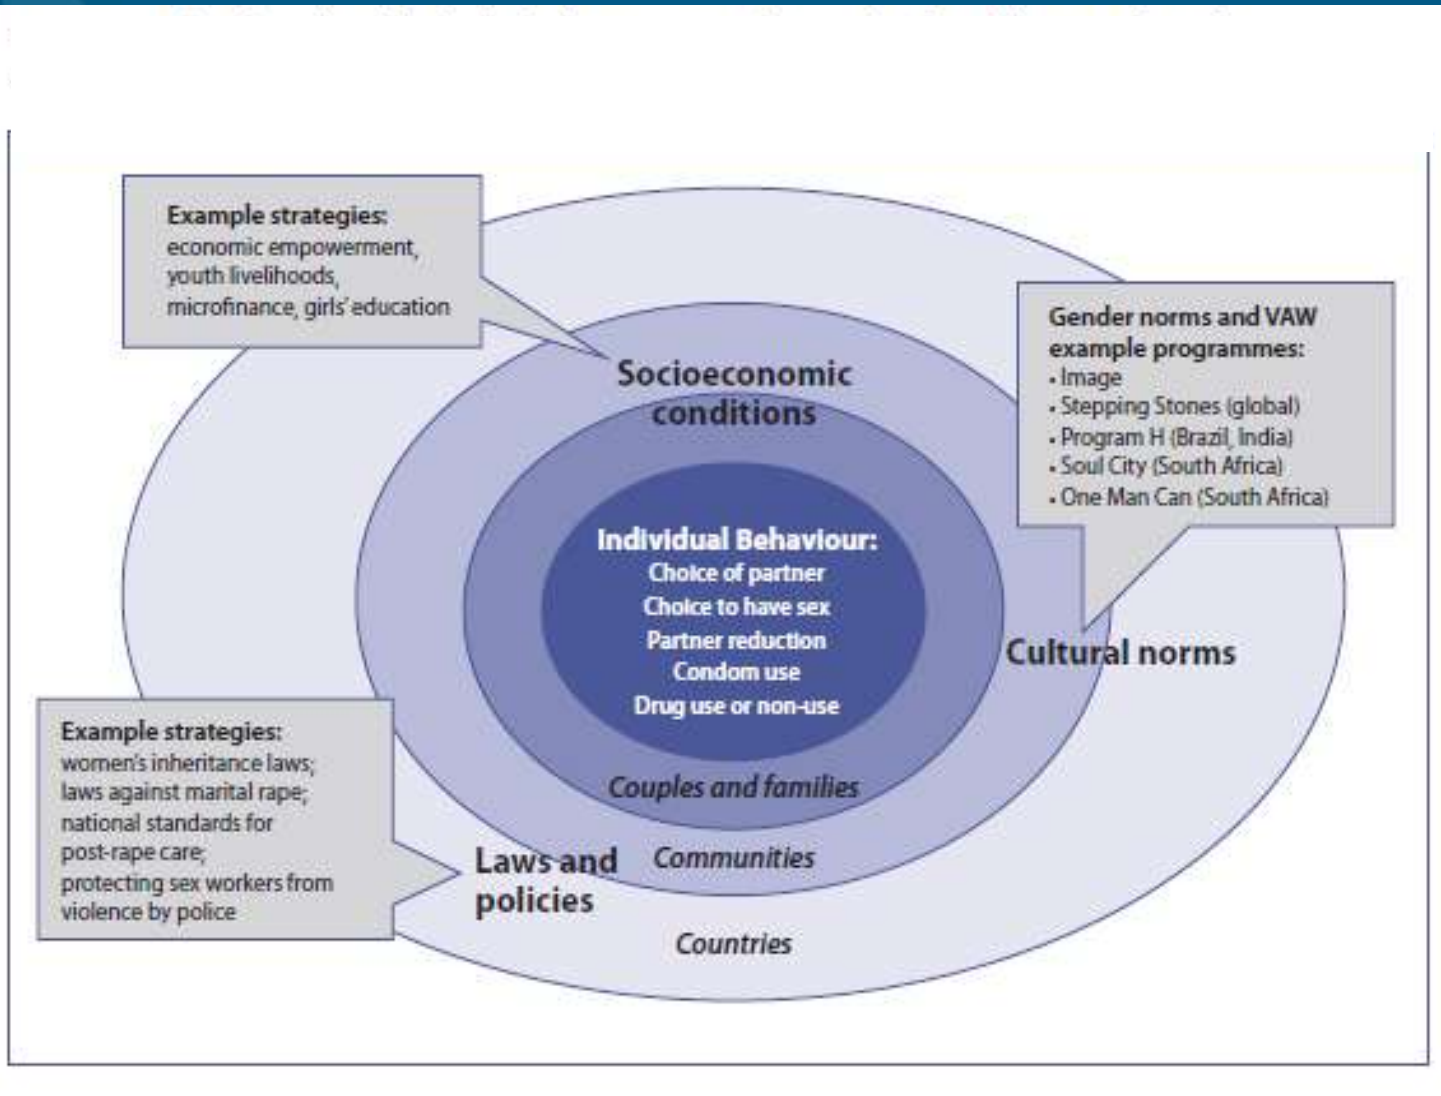 Example strategies:
economic empowerment,
youth livelihoods,
microfinance, girls' education
Gender norms and VAW
example programmes:
• Image
• Stepping Stones (global)
• Program H (Brazil, India)
• Soul City (South Africa)
• One Man Can (South Africa)
Socioeconomic
conditions
Individual Behaviour:
Choice of partner
Choice to have sex
Partner reduction
Condom use
Drug use or non-use
Cultural norms
Couples and families
Example strategies:
women's inheritance laws;
laws against marital rape;
national standards for
post-rape care;
protecting sex workers from
violence by police
Laws and
policies
Communities
Countries